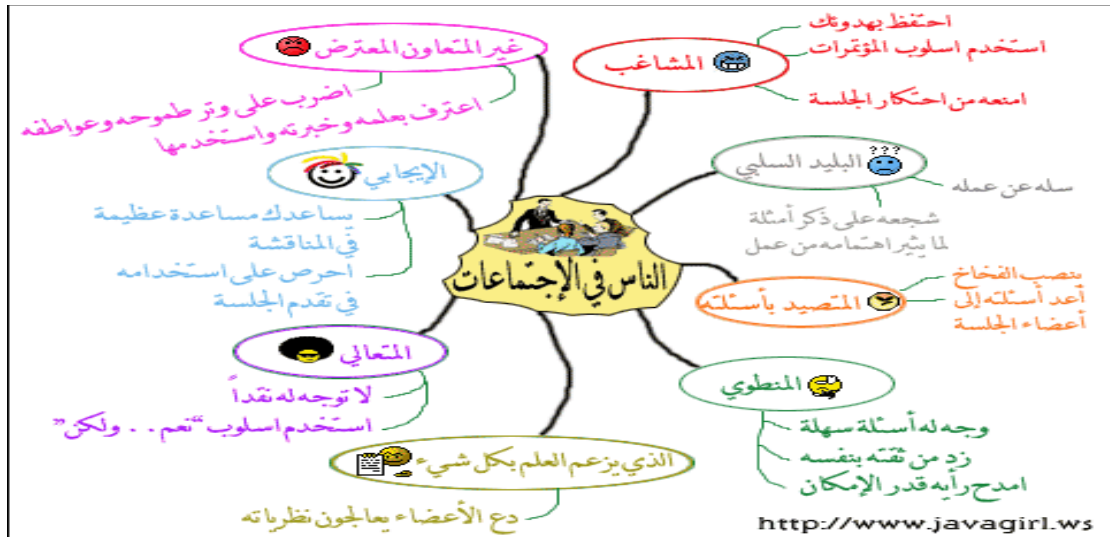 الناس في الإجتماعات
المشاغب
احتفظ بهدوئك
استخدم اسلوب المؤتمرات
امنعه من احتكار الجلسة
البليد السلبي
???
سله عن عمله
شجعه على ذكر أمثلة
لما يثير اهتمامه من عمل
المتصيد بأسئلته
ينصب الفخاخ
أعد أسئلته إلى
أعضاء الجلسة
المنطوي
وجه له أسئلة سهلة
زد من ثقته بنفسه
امدح رأيه قدر الإمكان
الذي يزعم العلم بكل شيء
دع الأعضاء يعالجون نظرياته
المتعالي
لا توجه له نقداً
استخدم اسلوب "نعم . . ولكن"
الإيجابي
يساعدك مساعدة عظيمة
في المناقشة
احرص على استخدامه
في تقدم الجلسة
غير المتعاون المعترض
اضرب على وتر طموحه وعواطفه
اعترف بعلمه وخبرته واستخدمها
http://www.javagirl.ws